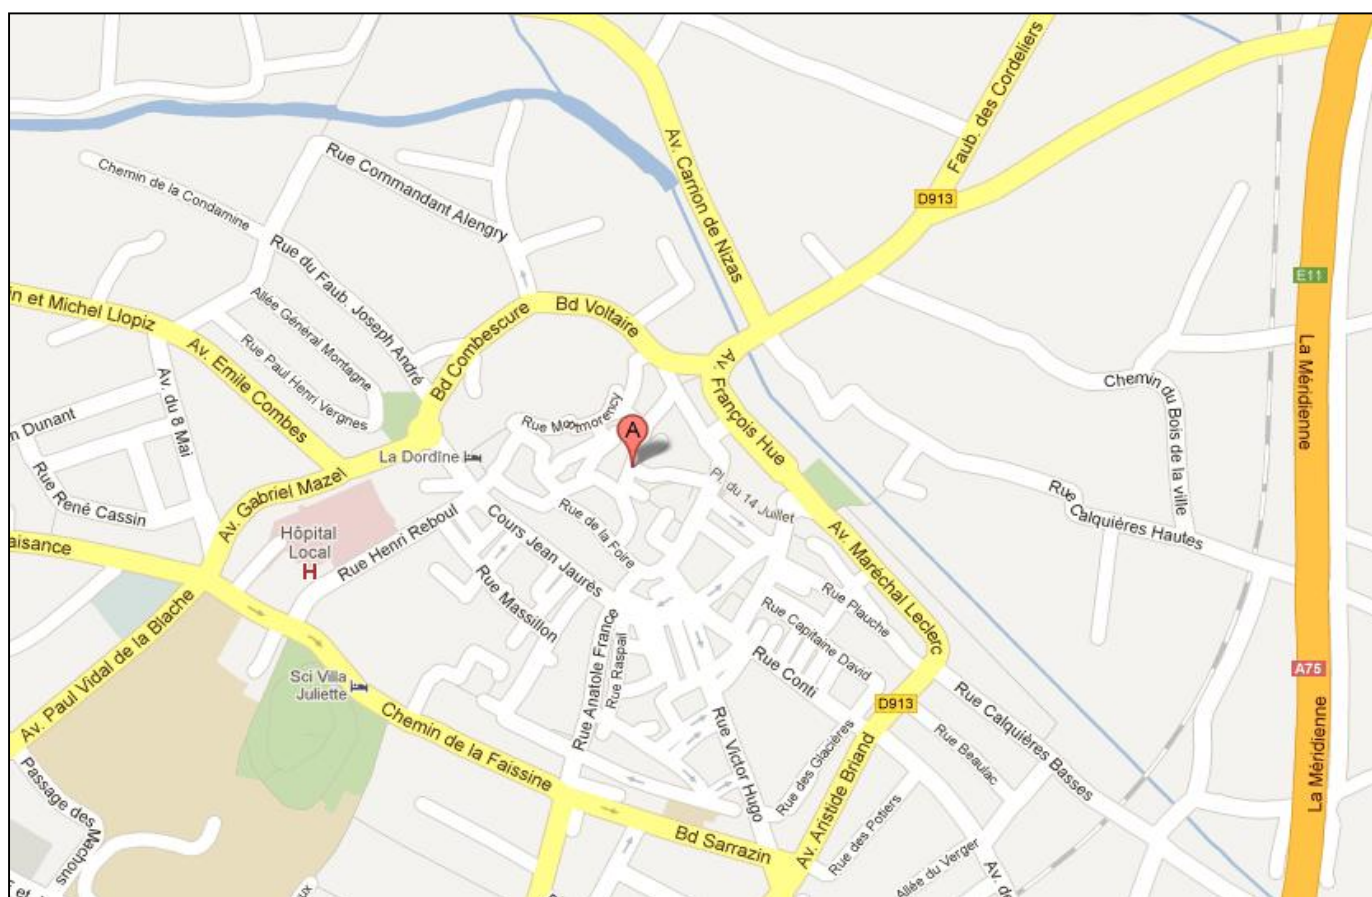 Faub. des Cordeliers
Av. Carrion de Nizas
Rue Commandant Alengry
Chemin de la Condamine
D913
Rue du Faub. Joseph André
E11
in et Michel Llopiz
Allée Général Montagne
Bd Voltaire
Bd Combescure
Av. Emile Combes
Rue Paul Henri Vergnes
Av. du 8 Mai
La Méridienne
Av. François Hue
Chemin du Bois de la ville
Rue Montmorency
A
n Dunant
La Dordîne
Av. Gabriel Mazel
Pl. du 14 Juillet
Rue René Cassin
Rue Calquières Hautes
Hôpital
Local
H
Rue Henri Reboul
Rue de la Foire
Cours Jean Jaurès
Av. Maréchal Leclerc
aisance
Rue Massillon
Rue Plauche
Rue Capitaine David
Av. Paul Vidal de la Blache
Rue Anatole France
Rue Raspail
Rue Conti
Sci Villa
Juliette
A75
D913
Rue Calquières Basses
Chemin de la Faissine
Rue Victor Hugo
Rue des Glacières
Rue Beaulac
La Méridienne
Av. Aristide Briand
Passage des Machous
Bd Sarrazin
Rue des Potiers
Allée du Verger
Av. de
et